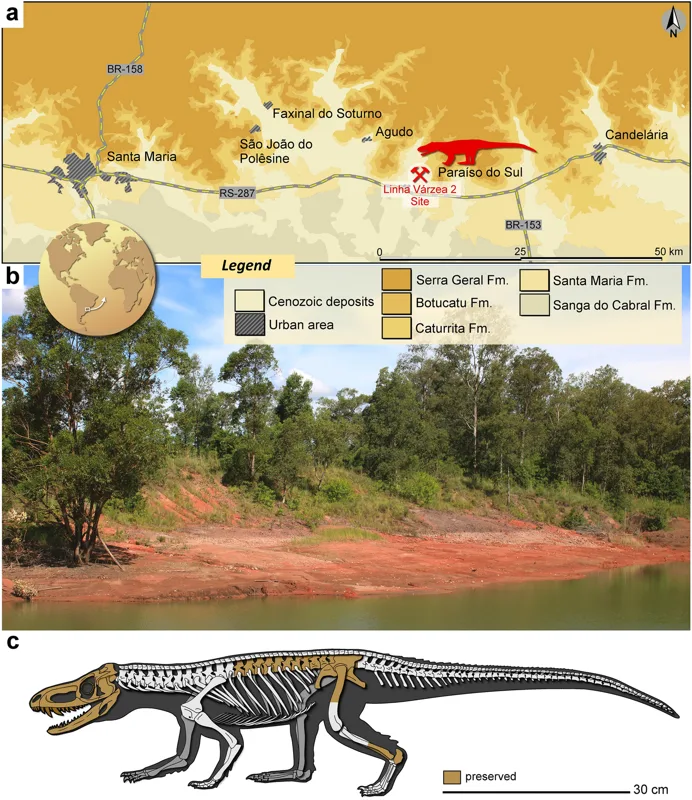 a
N
BR-158
Faxinal do Soturno
São João do
Polêsine
Agudo
Candelária
Santa Maria
Paraíso do Sul
RS-287
Linha Várzea 2
Site
BR-153
0
25
50 km
b
Legend
Cenozoic deposits
Urban area
Serra Geral Fm.
Botucatu Fm.
Caturrita Fm.
Santa Maria Fm.
Sanga do Cabral Fm.
c
preserved
30 cm